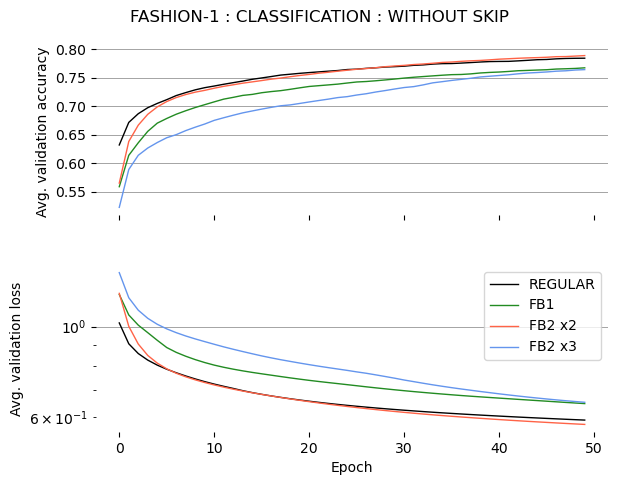 FASHION-1 : CLASSIFICATION : WITHOUT SKIP
Avg. validation accuracy
0.80
0.75
0.70
0.65
0.60
0.55
Avg. validation loss
10⁰
6 × 10⁻¹
REGULAR
FB1
FB2 x2
FB2 x3
0 10 20 30 40 50
Epoch